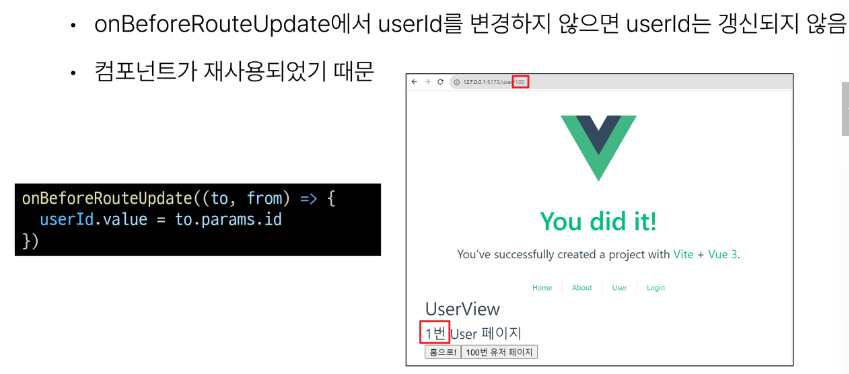 • onBeforeRouteUpdate에서 userId를 변경하지 않으면 userId는 갱신되지 않음
• 컴포넌트가 재사용되었기 때문
onBeforeRouteUpdate((to, from) => {
  userId.value = to.params.id
})
127.0.0.1:5173/user/100
You did it!
You've successfully created a project with Vite + Vue 3.
Home About User Login
UserView
1번 User 페이지
홈으로! 100번 유저 페이지